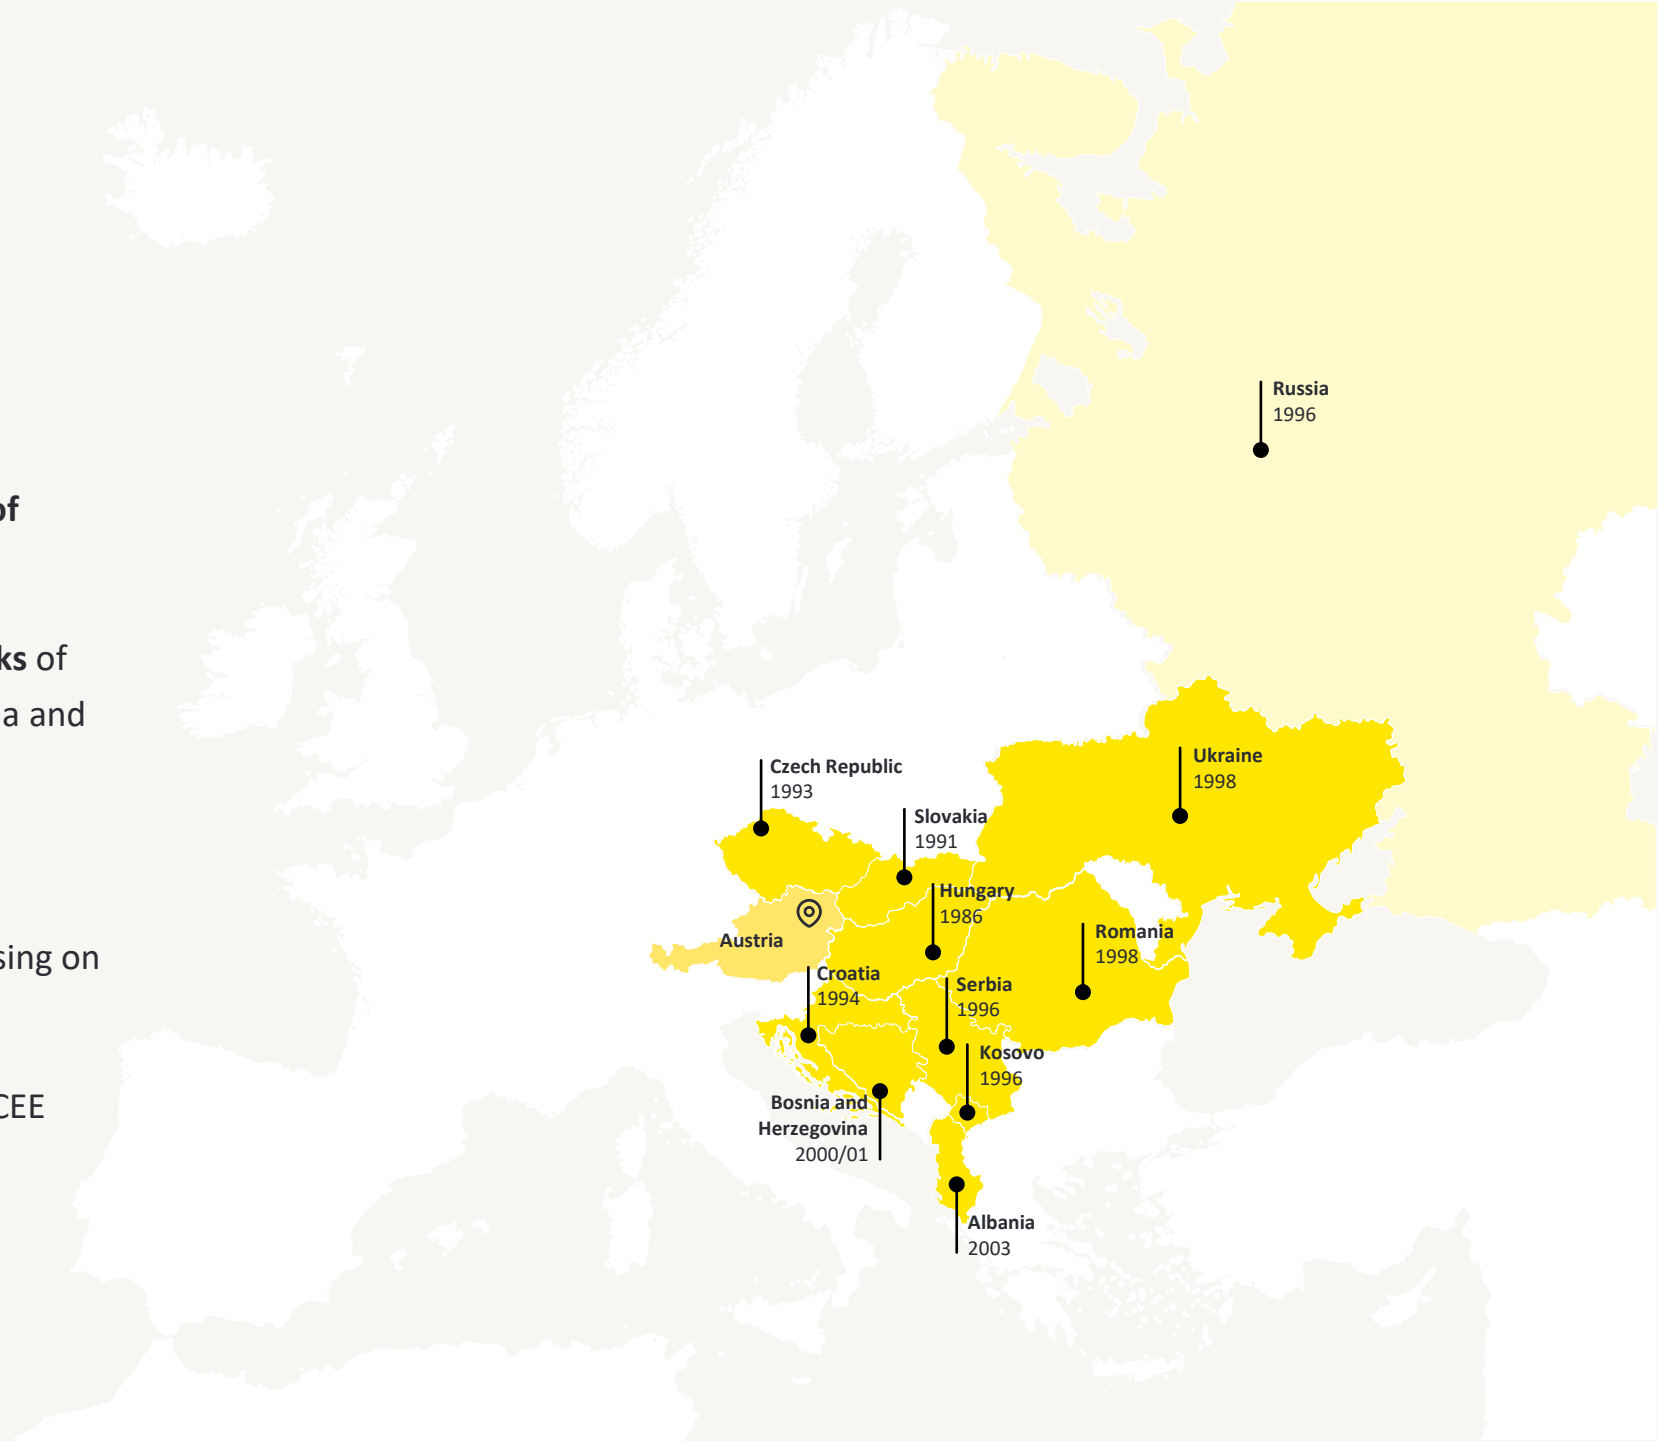 of
ks of
a and
sing on
CEE
Russia
1996
Ukraine
1998
Czech Republic
1993
Slovakia
1991
Hungary
1986
Austria
Romania
1998
Croatia
1994
Serbia
1996
Kosovo
1996
Bosnia and
Herzegovina
2000/01
Albania
2003